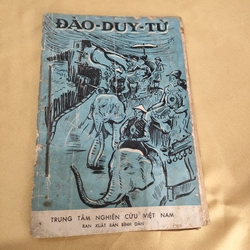 ĐÀO-DUY-TỪ
TRUNG TÂM NGHIÊN CỨU VIỆT NAM
BAN XUẤT BẢN BÌNH DÂN